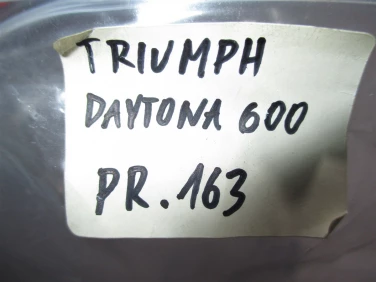 TRIUMPH
DAYTONA 600
PR. 163